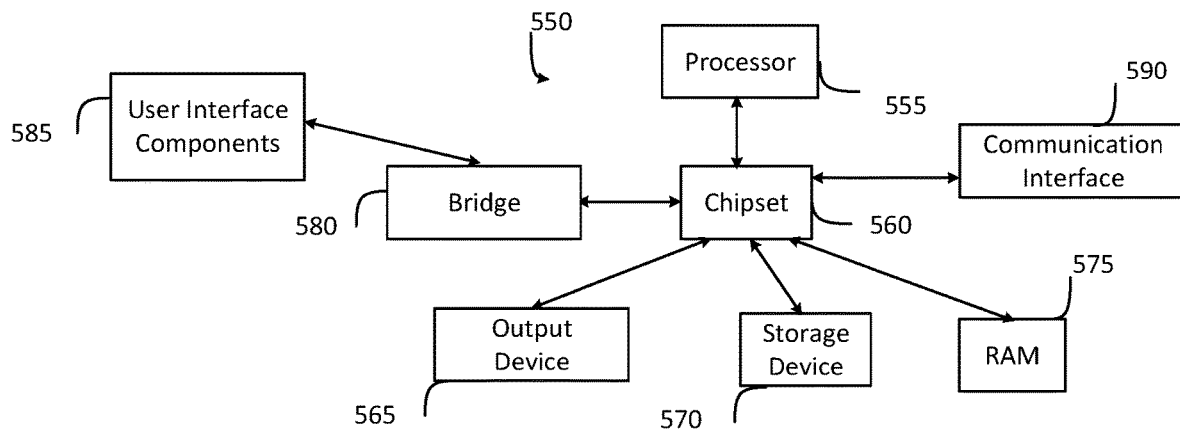 550
Processor
590
User Interface
Components
585
555
Communication
Interface
Bridge
580
Chipset
560
575
Output
Device
Storage
Device
RAM
565
570